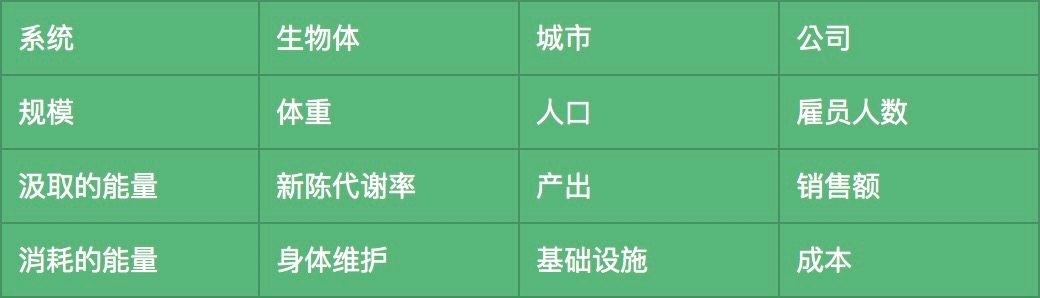 系统 生物体 城市 公司
规模 体重 人口 雇员人数
汲取的能量 新陈代谢率 产出 销售额
消耗的能量 身体维护 基础设施 成本